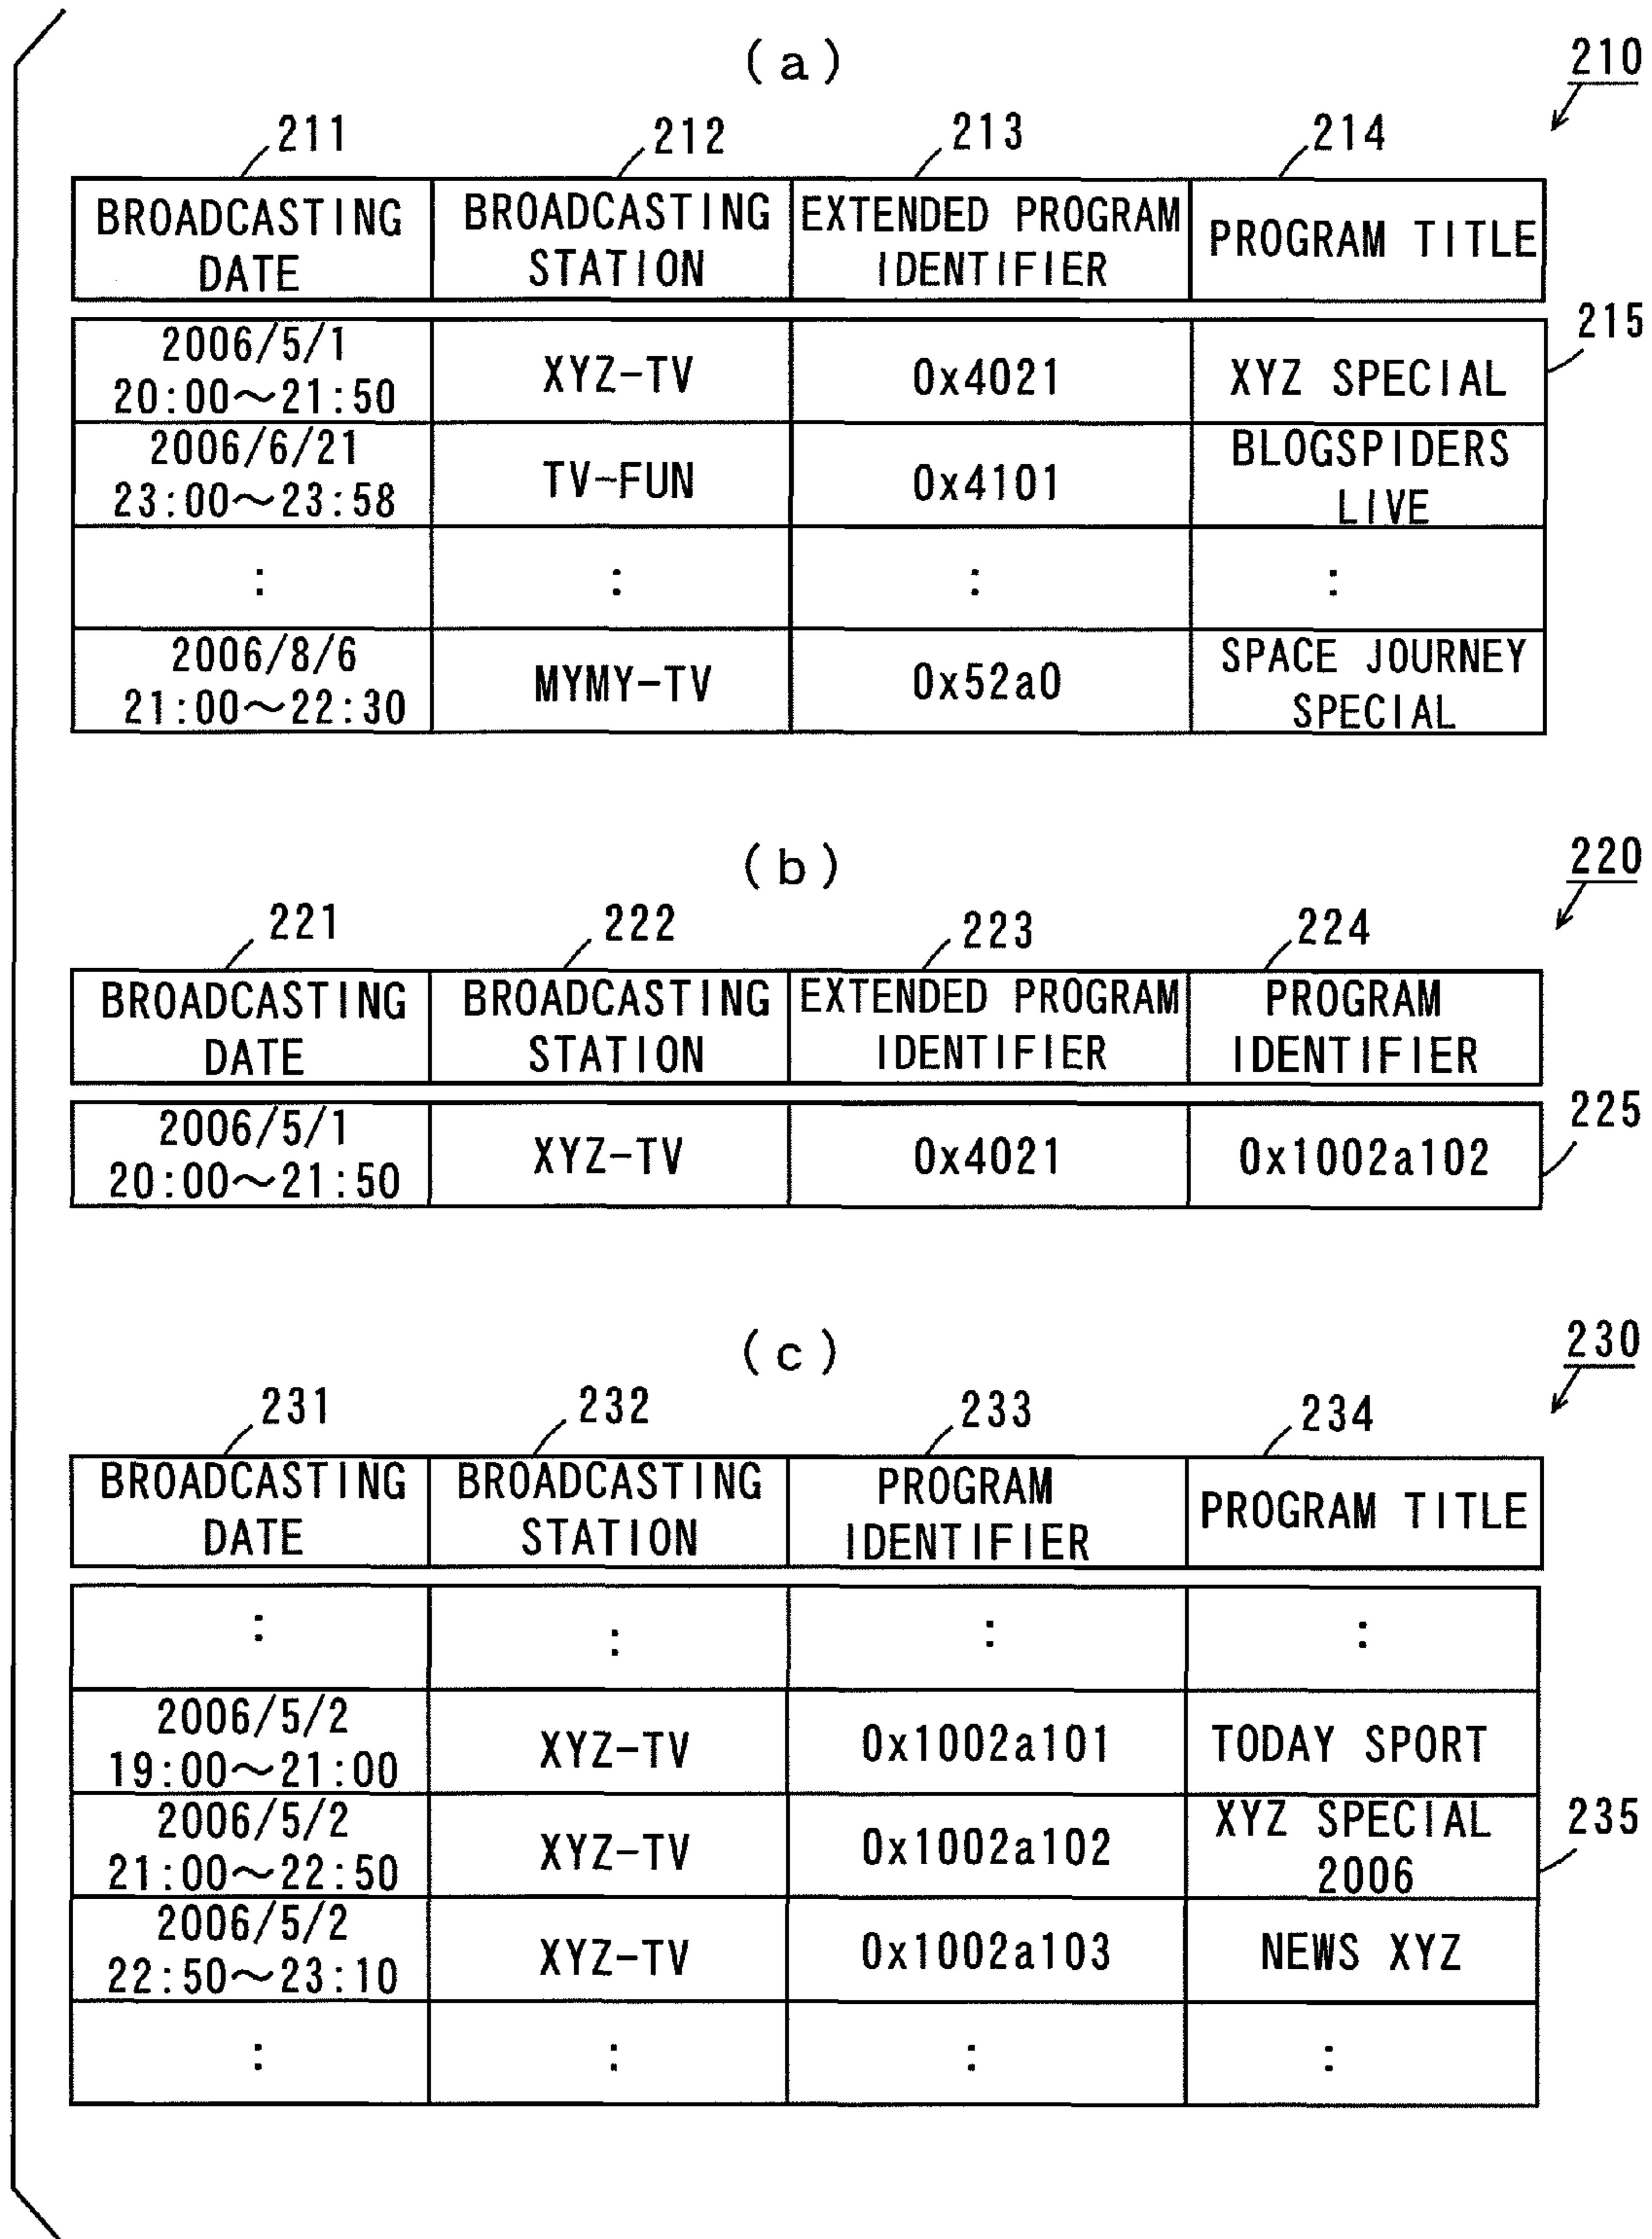 (a)
210
211 212 213 214
BROADCASTING DATE BROADCASTING STATION EXTENDED PROGRAM IDENTIFIER PROGRAM TITLE
215
2006/5/1 20:00～21:50 XYZ-TV 0x4021 XYZ SPECIAL
2006/6/21 23:00～23:58 TV-FUN 0x4101 BLOGSPIDERS LIVE
: : : :
2006/8/6 21:00～22:30 MYMY-TV 0x52a0 SPACE JOURNEY SPECIAL
(b)
220
221 222 223 224
BROADCASTING DATE BROADCASTING STATION EXTENDED PROGRAM IDENTIFIER PROGRAM IDENTIFIER
225
2006/5/1 20:00～21:50 XYZ-TV 0x4021 0x1002a102
(c)
230
231 232 233 234
BROADCASTING DATE BROADCASTING STATION PROGRAM IDENTIFIER PROGRAM TITLE
: : : :
2006/5/2 19:00～21:00 XYZ-TV 0x1002a101 TODAY SPORT
2006/5/2 21:00～22:50 XYZ-TV 0x1002a102 XYZ SPECIAL 2006
235
2006/5/2 22:50～23:10 XYZ-TV 0x1002a103 NEWS XYZ
: : : :